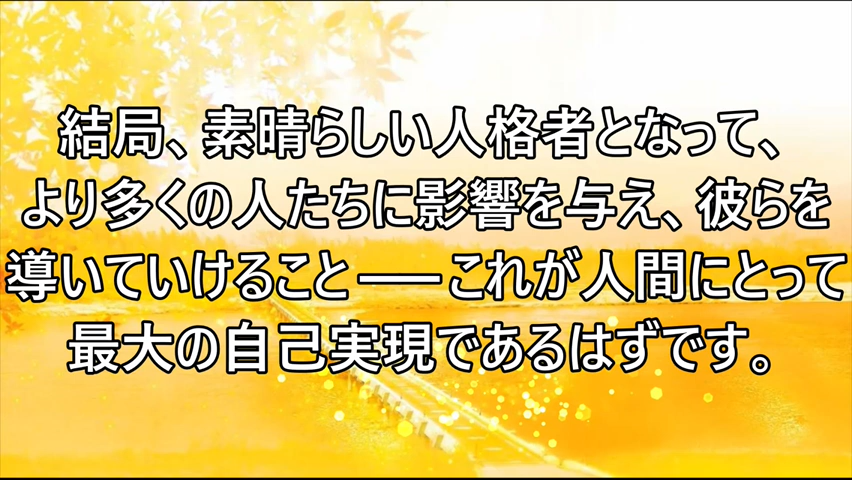 結局、素晴らしい人格者となって、
より多くの人たちに影響を与え、彼らを
導いていけること――これが人間にとって
最大の自己実現であるはずです。